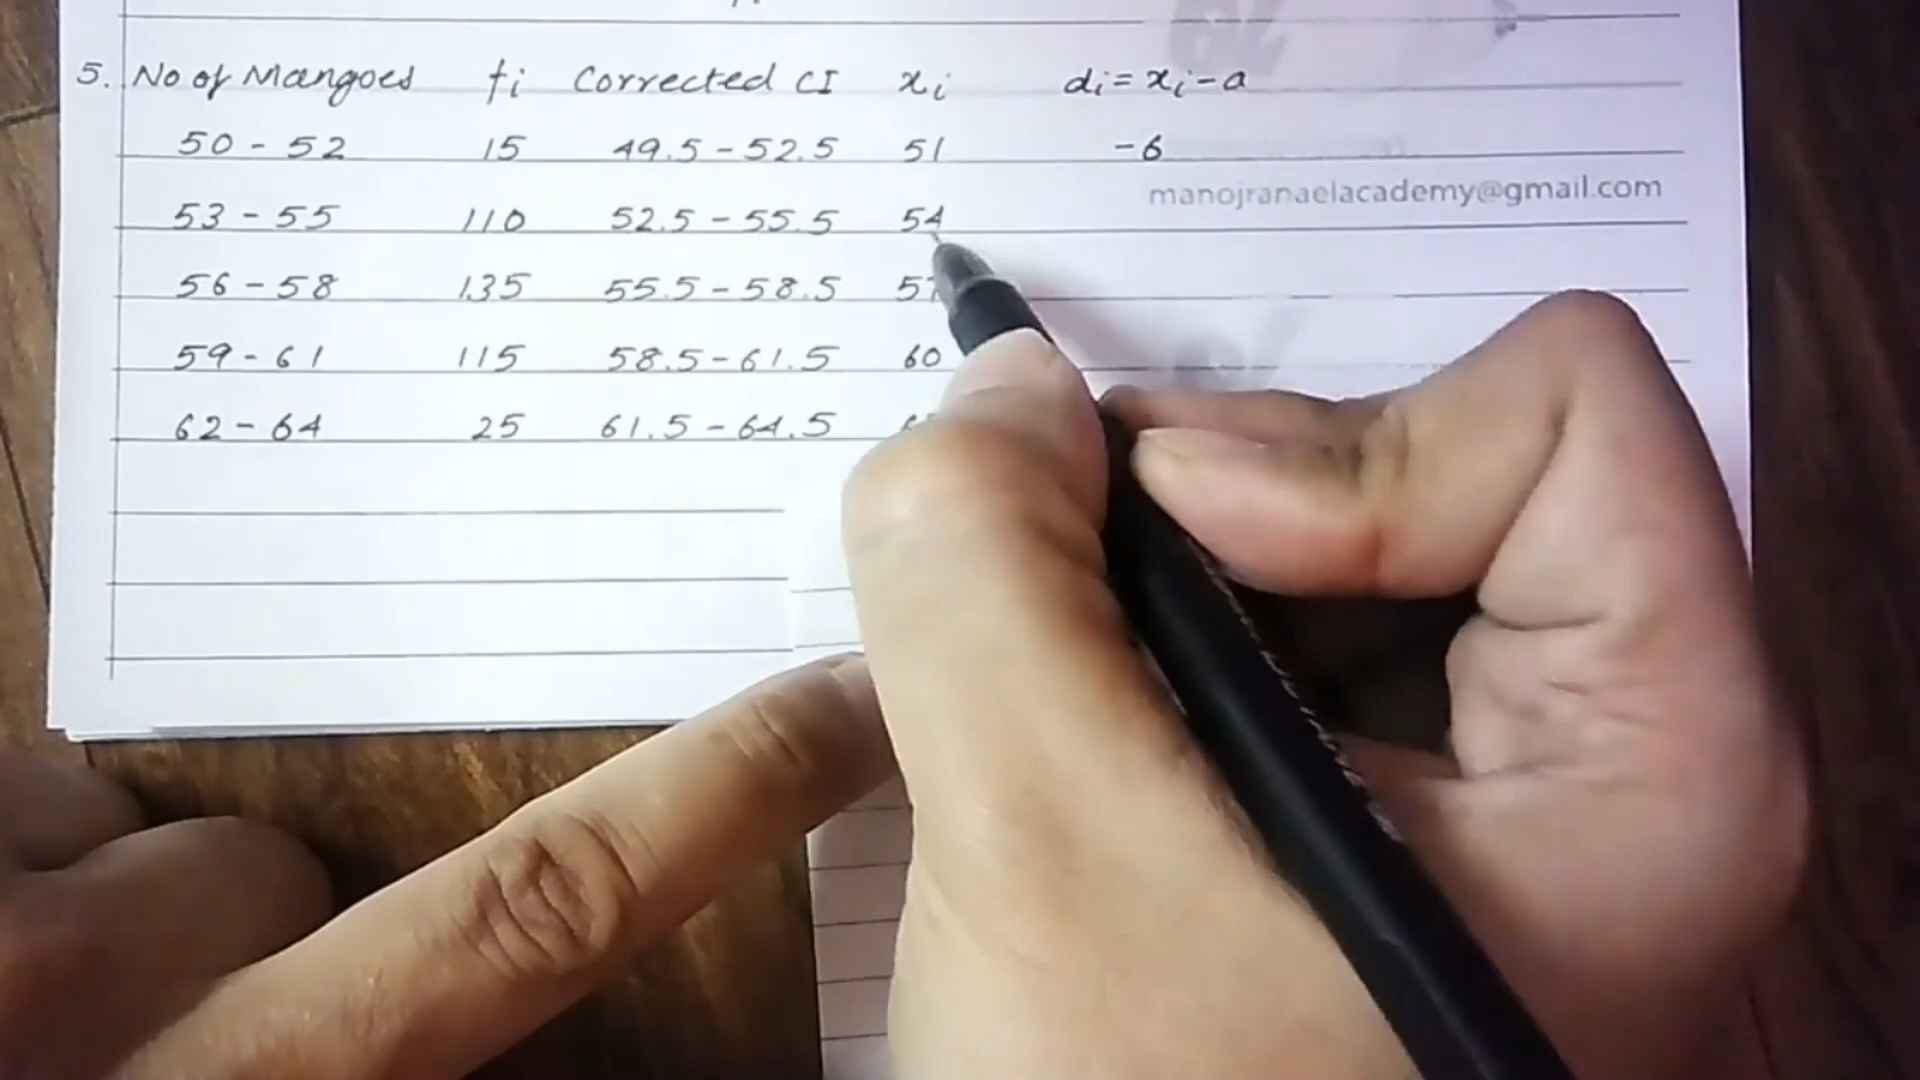 5. No of Mangoes fi Corrected CI xi di = xi - a
50 - 52 15 49.5 - 52.5 51 -6
manojranaelacademy@gmail.com
53 - 55 110 52.5 - 55.5 54
56 - 58 135 55.5 - 58.5 57
59 - 61 115 58.5 - 61.5 60
62 - 64 25 61.5 - 64.5